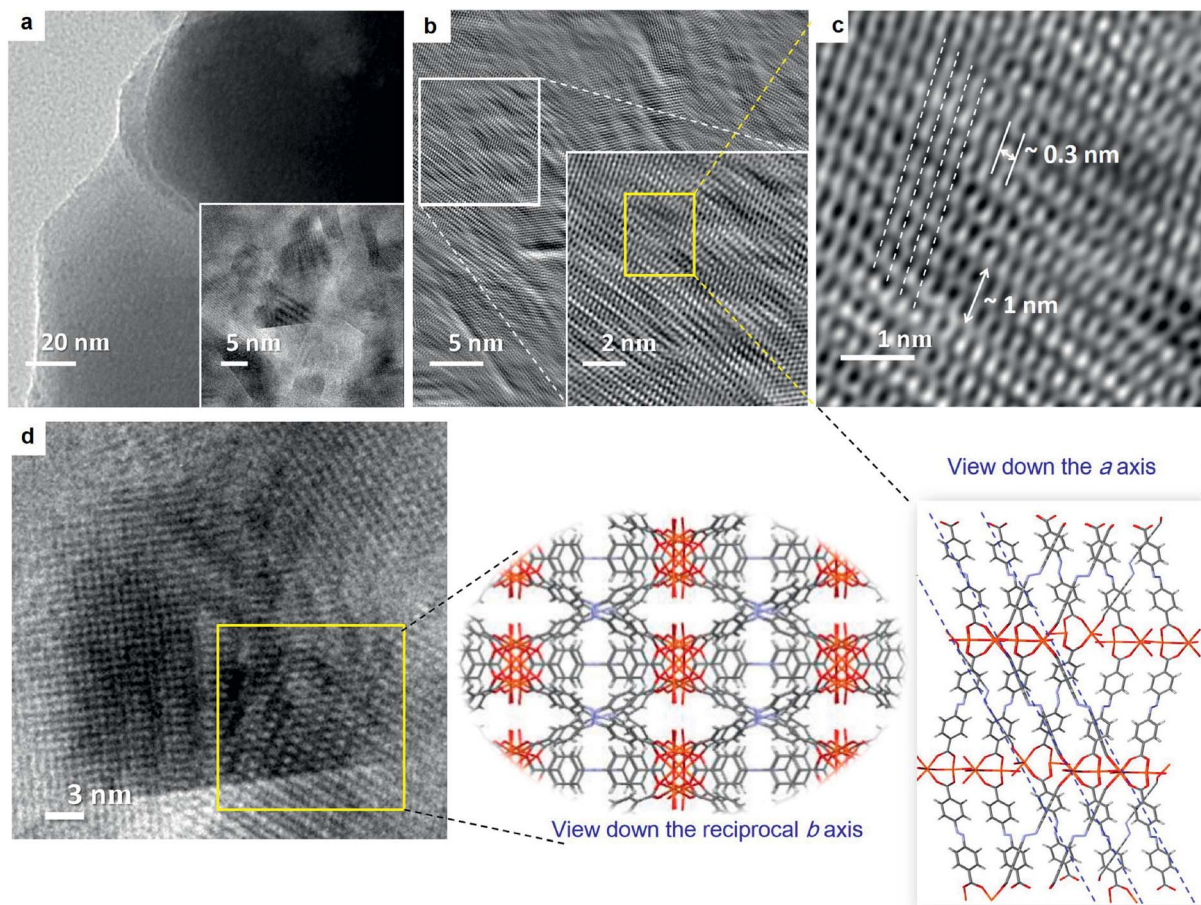 a
20 nm
5 nm
b
5 nm
2 nm
c
~ 0.3 nm
~ 1 nm
1 nm
d
3 nm
View down the reciprocal b axis
View down the a axis